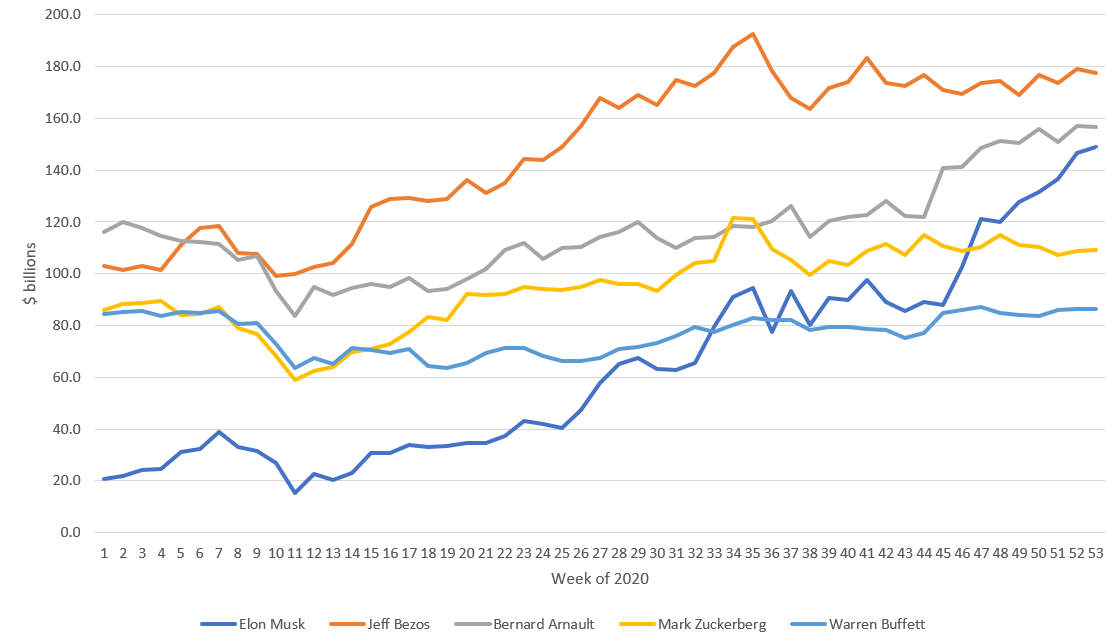 200.0
180.0
160.0
140.0
120.0
100.0
80.0
60.0
40.0
20.0
0.0
$ billions
1 2 3 4 5 6 7 8 9 10 11 12 13 14 15 16 17 18 19 20 21 22 23 24 25 26 27 28 29 30 31 32 33 34 35 36 37 38 39 40 41 42 43 44 45 46 47 48 49 50 51 52 53
Week of 2020
Elon Musk Jeff Bezos Bernard Arnault Mark Zuckerberg Warren Buffett